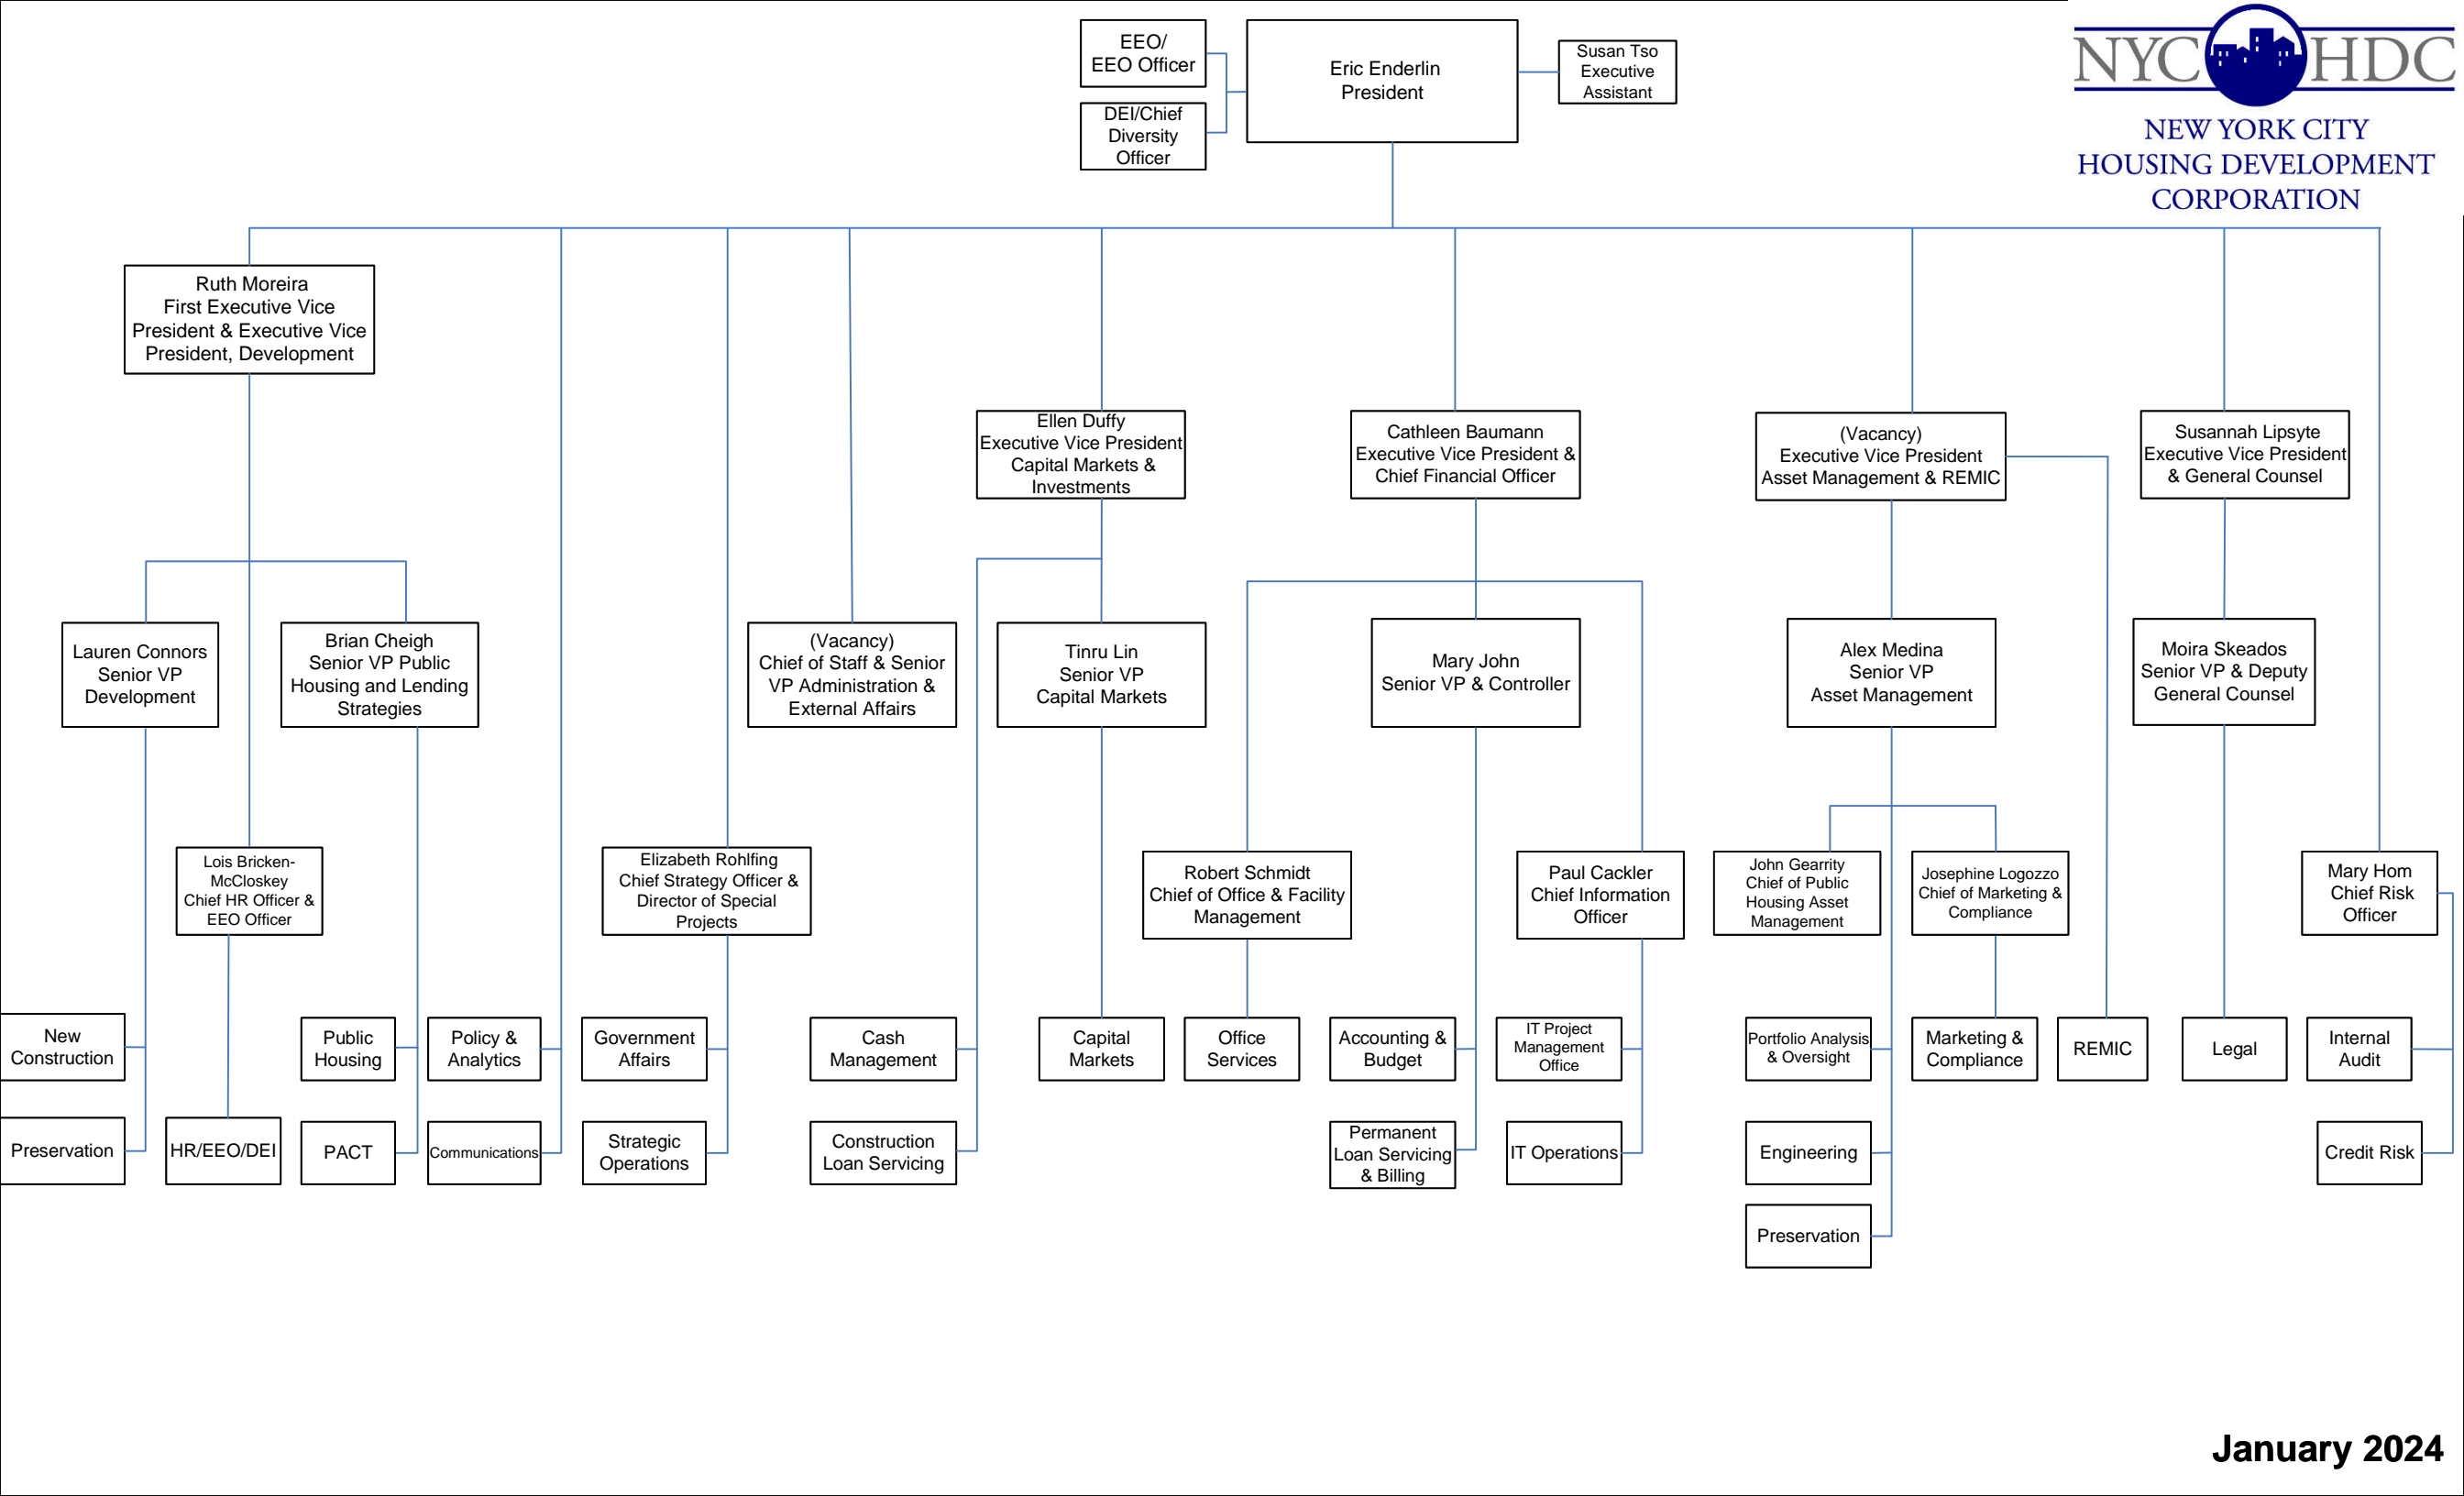 EEO/
EEO Officer
DEI/Chief
Diversity
Officer
Eric Enderlin
President
Susan Tso
Executive
Assistant
NYC HDC
NEW YORK CITY
HOUSING DEVELOPMENT
CORPORATION
Ruth Moreira
First Executive Vice
President & Executive Vice
President, Development
Ellen Duffy
Executive Vice President
Capital Markets &
Investments
Cathleen Baumann
Executive Vice President &
Chief Financial Officer
(Vacancy)
Executive Vice President
Asset Management & REMIC
Susannah Lipsyte
Executive Vice President
& General Counsel
Lauren Connors
Senior VP
Development
Brian Cheigh
Senior VP Public
Housing and Lending
Strategies
(Vacancy)
Chief of Staff & Senior
VP Administration &
External Affairs
Tinru Lin
Senior VP
Capital Markets
Mary John
Senior VP & Controller
Alex Medina
Senior VP
Asset Management
Moira Skeados
Senior VP & Deputy
General Counsel
Lois Bricken-
McCloskey
Chief HR Officer &
EEO Officer
Elizabeth Rohlfing
Chief Strategy Officer &
Director of Special
Projects
Robert Schmidt
Chief of Office & Facility
Management
Paul Cackler
Chief Information
Officer
John Gearrity
Chief of Public
Housing Asset
Management
Josephine Logozzo
Chief of Marketing &
Compliance
Mary Hom
Chief Risk
Officer
New
Construction
Public
Housing
Policy &
Analytics
Government
Affairs
Cash
Management
Capital
Markets
Office
Services
Accounting &
Budget
IT Project
Management
Office
Portfolio Analysis
& Oversight
Marketing &
Compliance
REMIC
Legal
Internal
Audit
Preservation
HR/EEO/DEI
PACT
Communications
Strategic
Operations
Construction
Loan Servicing
Permanent
Loan Servicing
& Billing
IT Operations
Engineering
Credit Risk
Preservation
January 2024